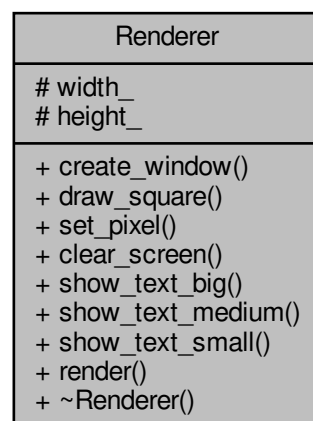 Renderer
# width_
# height_
+ create_window()
+ draw_square()
+ set_pixel()
+ clear_screen()
+ show_text_big()
+ show_text_medium()
+ show_text_small()
+ render()
+ ~Renderer()